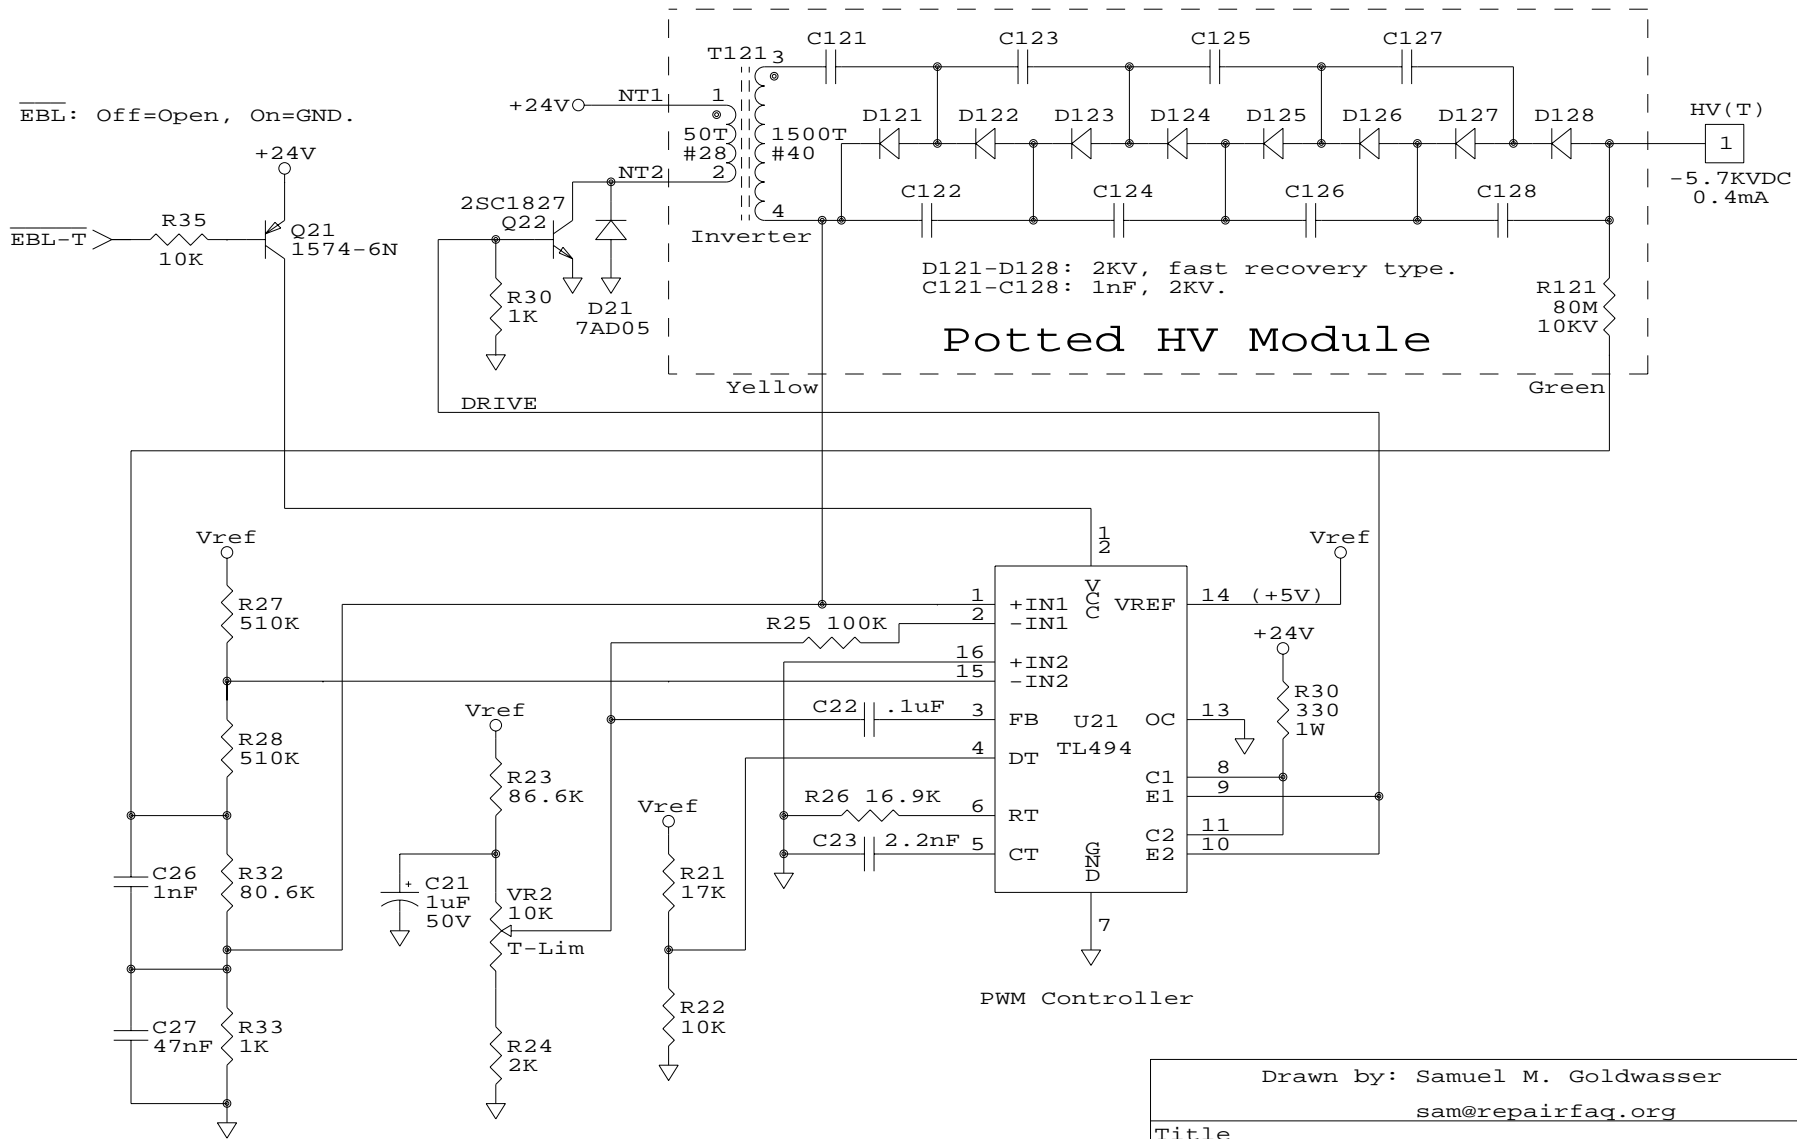 EBL: Off=Open, On=GND.
+24V
EBL-T
R35
10K
Q21
1574-6N
+24V
NT1
NT2
2SC1827
Q22
R30
1K
D21
7AD05
DRIVE
T121
1
50T
#28
2
3
1500T
#40
4
Inverter
C121
C123
C125
C127
D121
D122
D123
D124
D125
D126
D127
D128
C122
C124
C126
C128
D121-D128: 2KV, fast recovery type.
C121-C128: 1nF, 2KV.
Potted HV Module
R121
80M
10KV
HV(T)
1
-5.7KVDC
0.4mA
Yellow
Green
Vref
R27
510K
R28
510K
C26
1nF
R32
80.6K
C27
47nF
R33
1K
Vref
R23
86.6K
C21
+
1uF
50V
VR2
10K
T-Lim
R24
2K
Vref
R21
17K
R22
10K
R25 100K
C22 .1uF
R26 16.9K
C23 2.2nF
1
2
16
15
3
4
6
5
+IN1
-IN1
+IN2
-IN2
FB
DT
RT
CT
12
VCC
U21
TL494
GND
7
VREF
OC
C1
E1
C2
E2
14 (+5V)
13
8
9
11
10
Vref
+24V
R30
330
1W
PWM Controller
Drawn by: Samuel M. Goldwasser
sam@repairfaq.org
Title